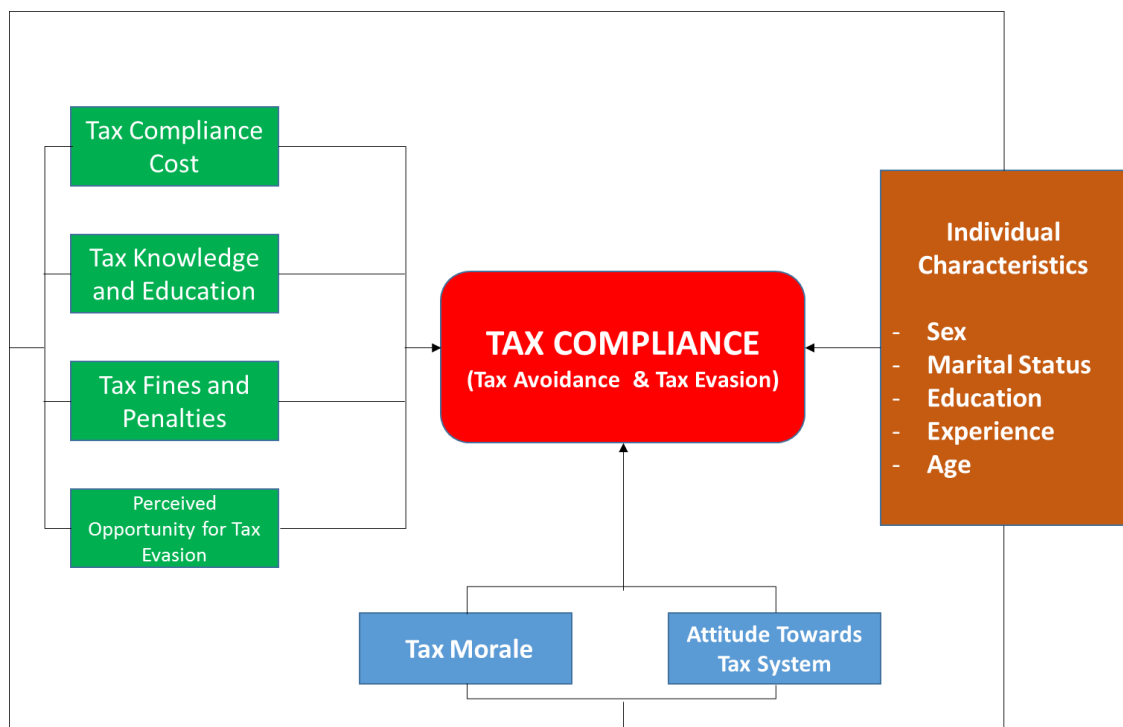 Tax Compliance
Cost
Tax Knowledge
and Education
Tax Fines and
Penalties
Perceived
Opportunity for Tax
Evasion
TAX COMPLIANCE
(Tax Avoidance & Tax Evasion)
Tax Morale
Attitude Towards
Tax System
Individual
Characteristics
- Sex
- Marital Status
- Education
- Experience
- Age